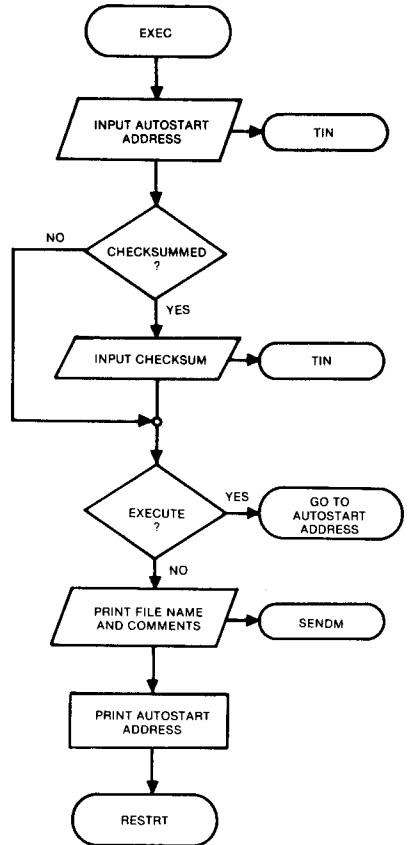 EXEC
INPUT AUTOSTART
ADDRESS
TIN
NO
CHECKSUMMED
?
YES
INPUT CHECKSUM
TIN
EXECUTE
?
YES
GO TO
AUTOSTART
ADDRESS
NO
PRINT FILE NAME
AND COMMENTS
SENDM
PRINT AUTOSTART
ADDRESS
RESTRT